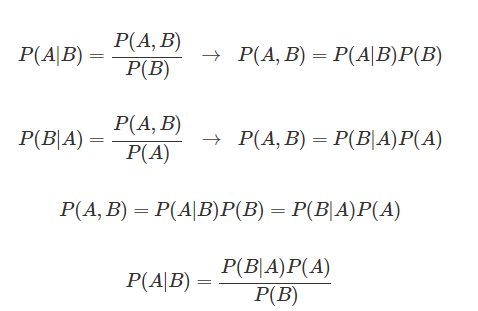 P(A|B) = P(A, B) / P(B) → P(A, B) = P(A|B)P(B)
P(B|A) = P(A, B) / P(A) → P(A, B) = P(B|A)P(A)
P(A, B) = P(A|B)P(B) = P(B|A)P(A)
P(A|B) = P(B|A)P(A) / P(B)